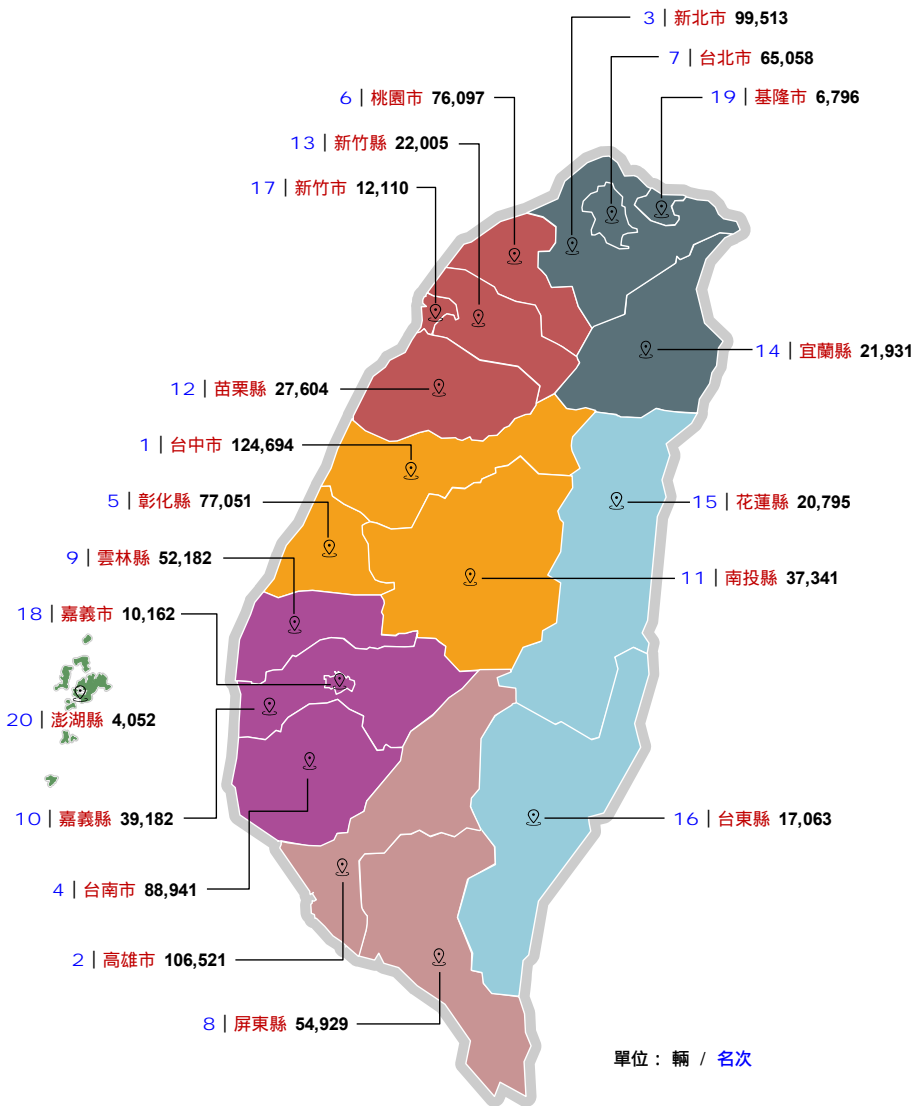 3｜新北市 99,513
7｜台北市 65,058
6｜桃園市 76,097
19｜基隆市 6,796
13｜新竹縣 22,005
17｜新竹市 12,110
14｜宜蘭縣 21,931
12｜苗栗縣 27,604
1｜台中市 124,694
5｜彰化縣 77,051
15｜花蓮縣 20,795
9｜雲林縣 52,182
11｜南投縣 37,341
18｜嘉義市 10,162
20｜澎湖縣 4,052
10｜嘉義縣 39,182
16｜台東縣 17,063
4｜台南市 88,941
2｜高雄市 106,521
8｜屏東縣 54,929
單位： 輛 / 名次